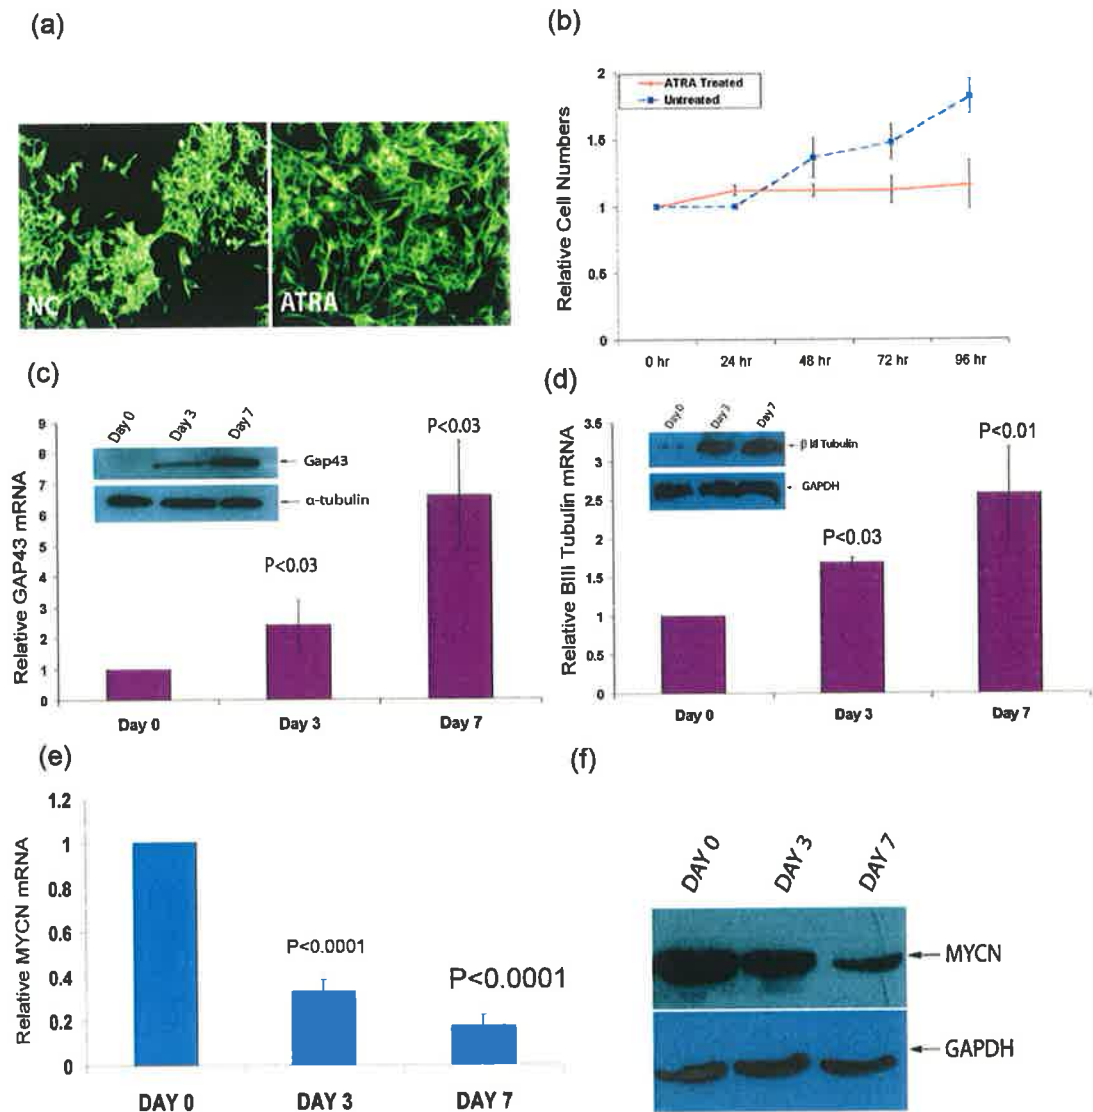 (a)
NC
ATRA
(b)
Relative Cell Numbers
2
1.5
1
0.5
0
ATRA Treated
Untreated
0 hr 24 hr 48 hr 72 hr 96 hr
(c)
Relative GAP43 mRNA
9
8
7
6
5
4
3
2
1
0
Day 0 Day 3 Day 7
Gap43
α-tubulin
P<0.03
P<0.03
Day 0 Day 3 Day 7
(d)
Relative BIII Tubulin mRNA
3.5
3
2.5
2
1.5
1
0.5
0
Day 0 Day 3 Day 7
β III Tubulin
GAPDH
P<0.03
P<0.01
Day 0 Day 3 Day 7
(e)
Relative MYCN mRNA
1.2
1
0.8
0.6
0.4
0.2
0
P<0.0001
P<0.0001
DAY 0 DAY 3 DAY 7
(f)
DAY 0 DAY 3 DAY 7
MYCN
GAPDH